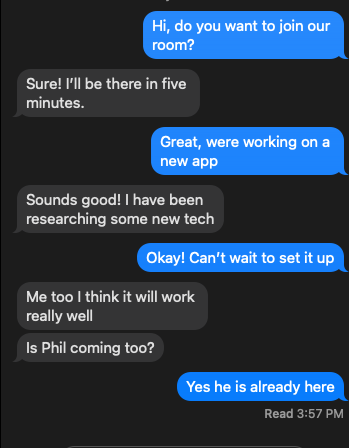 Hi, do you want to join our
room?
Sure! I'll be there in five
minutes.
Great, were working on a
new app
Sounds good! I have been
researching some new tech
Okay! Can't wait to set it up
Me too I think it will work
really well
Is Phil coming too?
Yes he is already here
Read 3:57 PM